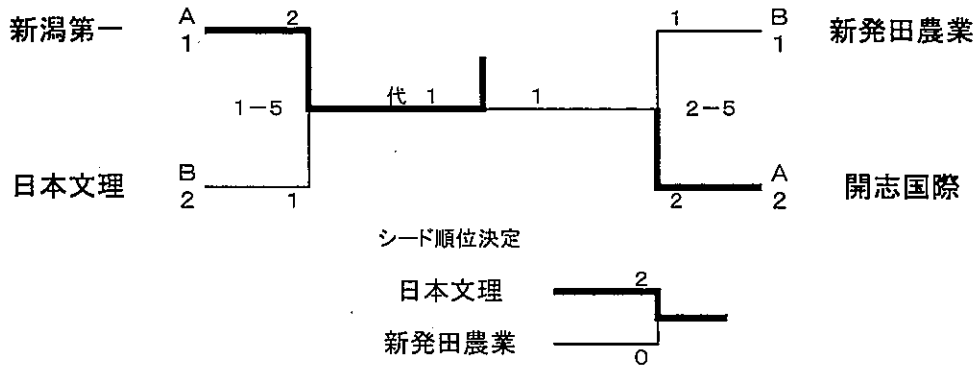 新潟第一 A 1 2 1 B 1 新発田農業
1－5 代 1 1 2－5
日本文理 B 2 1 2 A 2 開志国際
シード順位決定
日本文理 2
新発田農業 0